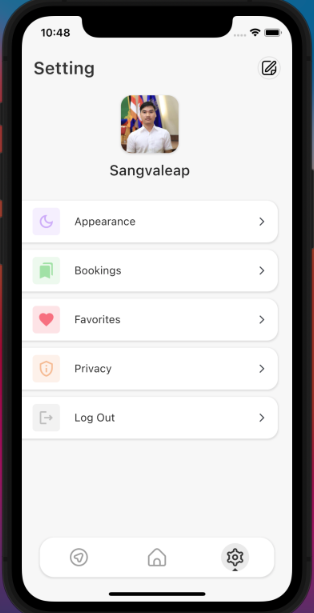 10:48
Setting
Sangvaleap
Appearance
Bookings
Favorites
Privacy
Log Out